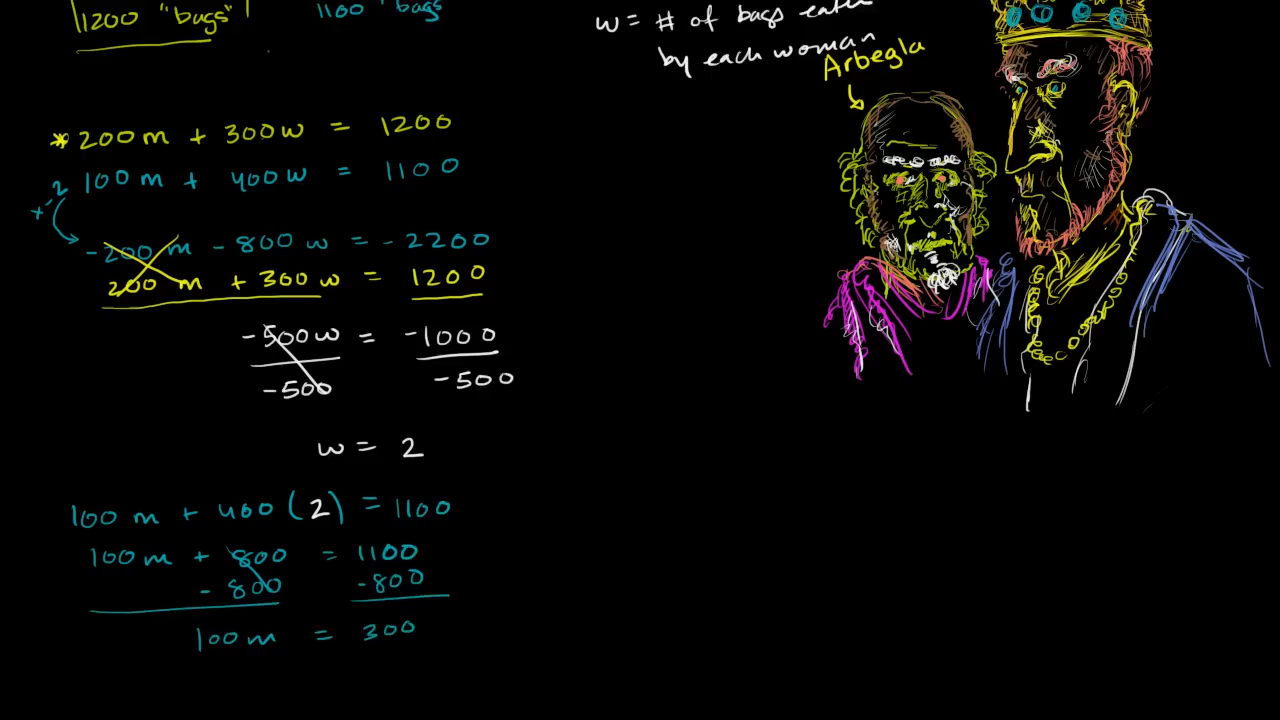 1200 "bags"
1100 "bags
w = # of bags eaten
by each woman
Arbegla
* 200m + 300w = 1200
100m + 400w = 1100
x -2
-200m - 800w = -2200
200m + 300w = 1200
-500w = -1000
-500 -500
w = 2
100m + 400 (2) = 1100
100m + 800 = 1100
- 800 -800
100m = 300